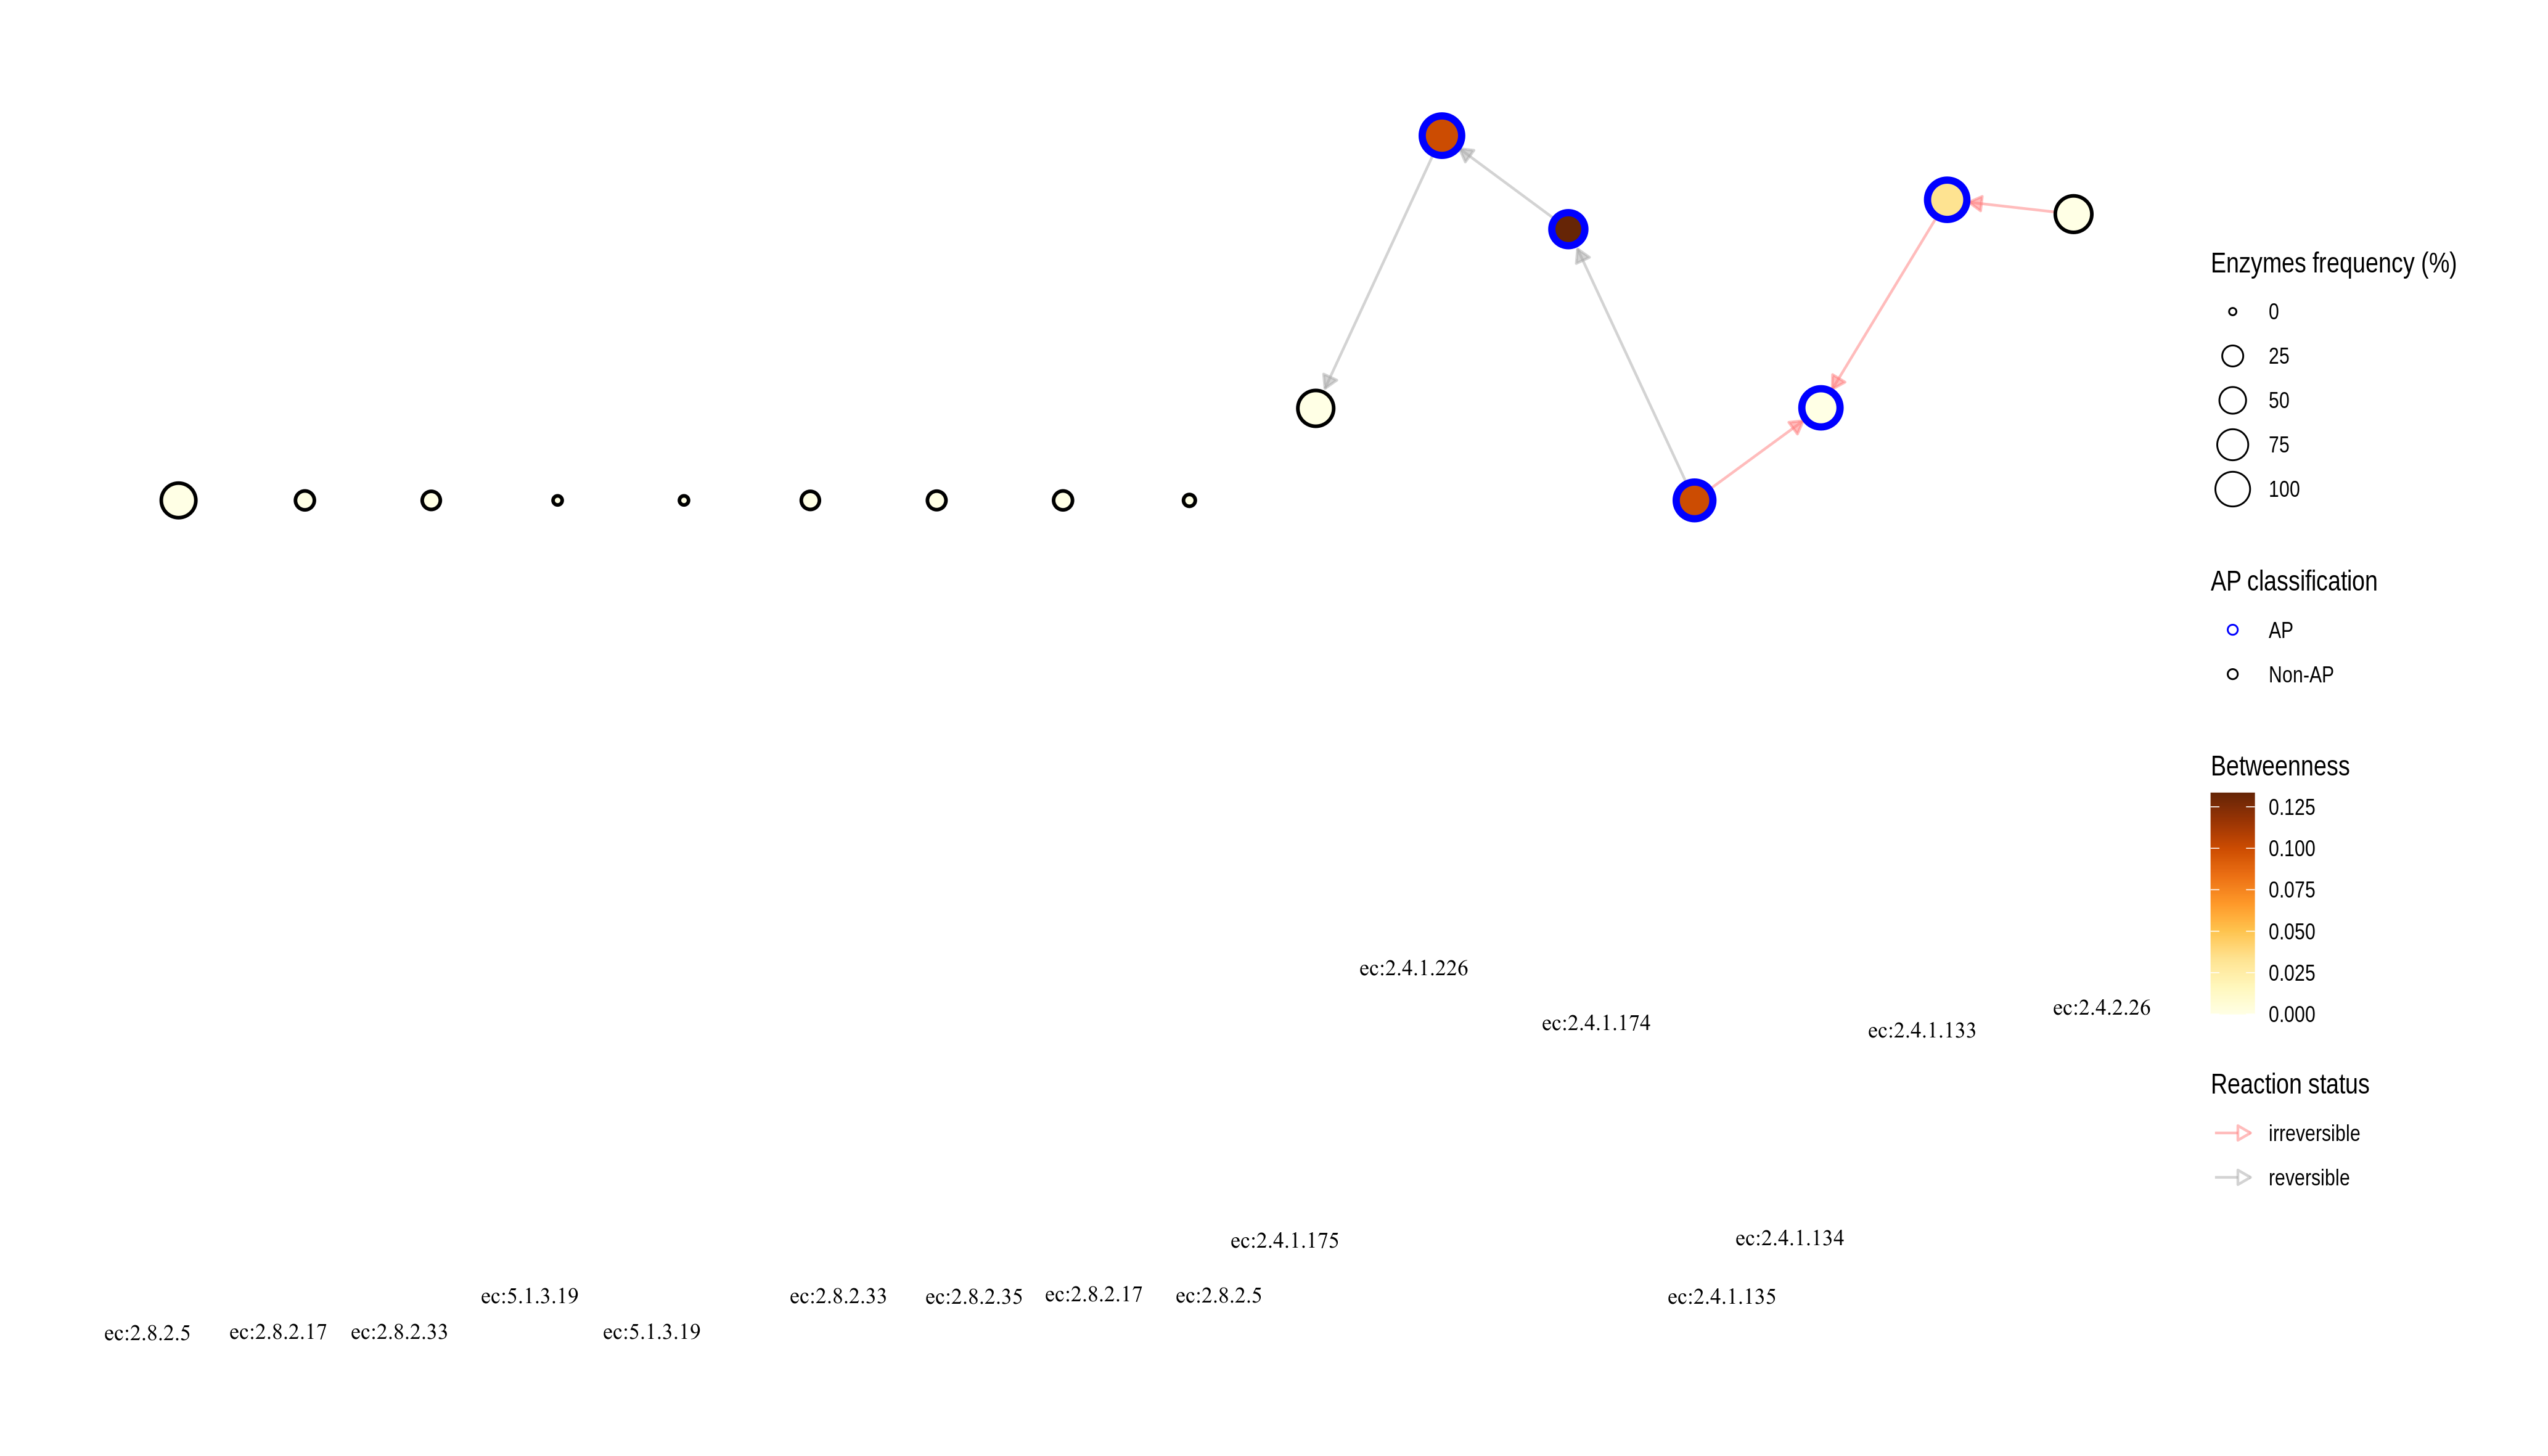 Enzymes frequency (%)
0
25
50
75
100
AP classification
AP
Non-AP
Betweenness
0.125
0.100
0.075
0.050
0.025
0.000
Reaction status
irreversible
reversible
ec:2.4.1.226
ec:2.4.2.26
ec:2.4.1.174
ec:2.4.1.133
ec:2.4.1.175
ec:2.4.1.134
ec:5.1.3.19
ec:2.8.2.33
ec:2.8.2.35
ec:2.8.2.17
ec:2.8.2.5
ec:2.4.1.135
ec:2.8.2.5
ec:2.8.2.17
ec:2.8.2.33
ec:5.1.3.19